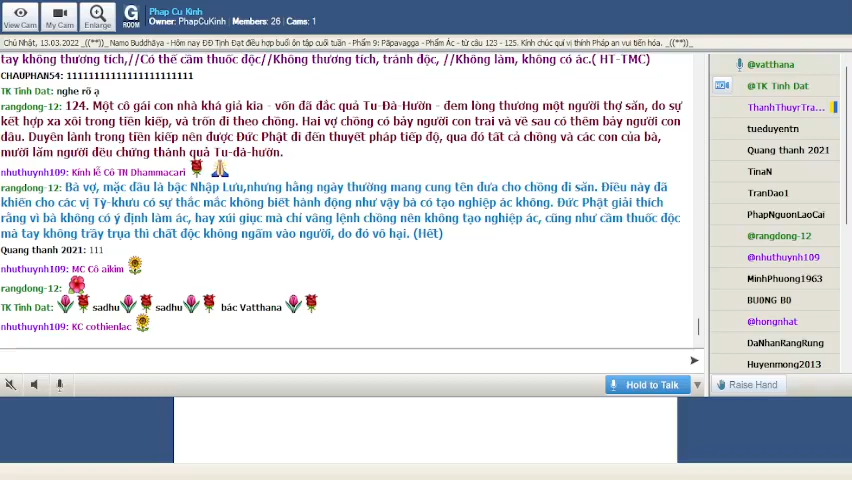 Phap Cu Kinh
Owner: PhapCuKinh | Members: 26 | Cams: 1
View Cam
My Cam
Enlarge
G
ROOM
Chủ Nhật, 13.03.2022 _((**)_ Namo Buddhāya - Hôm nay ĐĐ Tịnh Đạt điều hợp buổi ôn tập cuối tuần - Phẩm 9: Pāpavagga - Phẩm Ác - từ câu 123 - 125. Kính chúc quí vị thính Pháp an vui tiến hóa. _((**)_
tay không thương tích,//Có thể cầm thuốc độc//Không thương tích, tránh độc, //Không làm, không có ác.( HT-TMC)
CHAUPHAN54: 11111111111111111111111
TK Tinh Dat: nghe rõ ạ
rangdong-12: 124. Một cô gái con nhà khá giả kia - vốn đã đắc quả Tu-Đà-Hườn - đem lòng thương một người thợ săn, do sự
kết hợp xa xôi trong tiền kiếp, và trốn đi theo chồng. Hai vợ chồng có bảy người con trai và về sau có thêm bảy người con
dâu. Duyên lành trong tiền kiếp nên được Đức Phật đi đến thuyết pháp tiếp độ, qua đó tất cả chồng và các con của bà,
mười lăm người đều chứng thành quả Tu-đà-hườn.
nhuthuynh109: Kính lễ Cô TN Dhammacari
rangdong-12: Bà vợ, mặc dầu là bậc Nhập Lưu,nhưng hằng ngày thường mang cung tên đưa cho chồng đi săn. Điều này đã
khiến cho các vị Tỳ-khưu có sự thắc mắc không biết hành động như vậy bà có tạo nghiệp ác không. Đức Phật giải thích
rằng vì bà không có ý định làm ác, hay xúi giục mà chỉ vâng lệnh chồng nên không tạo nghiệp ác, cũng như cầm thuốc độc
mà tay không trầy trụa thì chất độc không ngấm vào người, do đó vô hại. (Hết)
Quang thanh 2021: 111
nhuthuynh109: MC Cô aikim
rangdong-12:
TK Tinh Dat: sadhu sadhu bác Vatthana
nhuthuynh109: KC cothienlac
Hold to Talk
@vatthana
HD
@TK Tinh Dat
ThanhThuyrTra...
tueduyentn
Quang thanh 2021
TinaN
TranDao1
PhapNguonLaoCai
@rangdong-12
@nhuthuynh109
MinhPhuong1963
BU0NG B0
@hongnhat
DaNhanRangRung
Huyenmong2013
Raise Hand